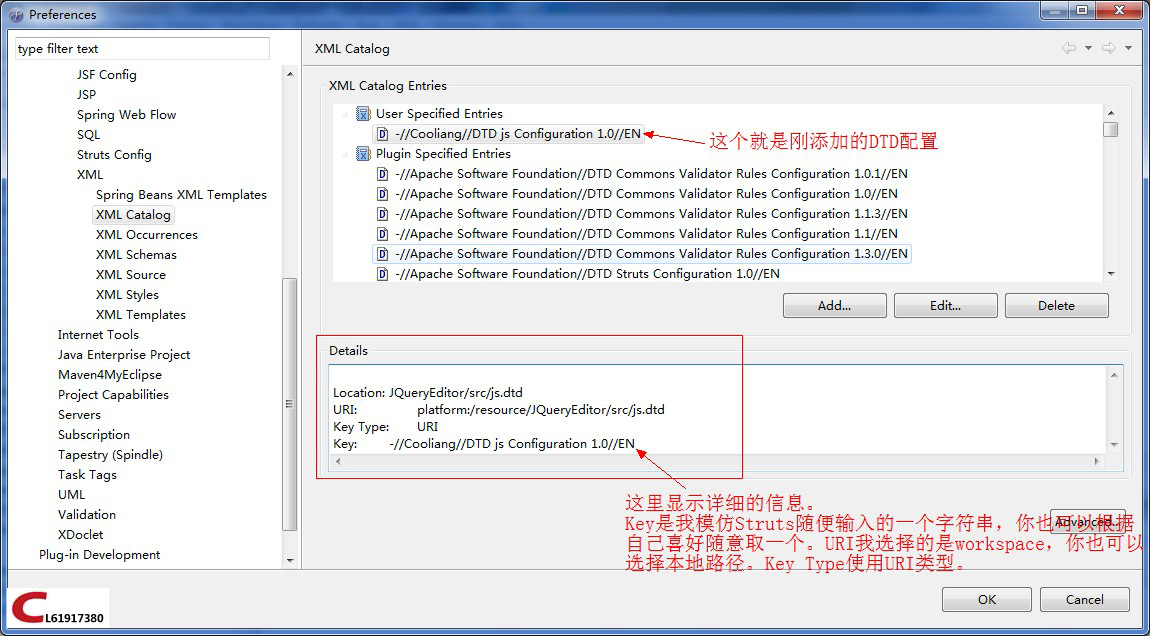 Preferences
type filter text
JSF Config
JSP
Spring Web Flow
SQL
Struts Config
XML
Spring Beans XML Templates
XML Catalog
XML Occurrences
XML Schemas
XML Source
XML Styles
XML Templates
Internet Tools
Java Enterprise Project
Maven4MyEclipse
Project Capabilities
Servers
Subscription
Tapestry (Spindle)
Task Tags
UML
Validation
XDoclet
Plug-in Development
XML Catalog
XML Catalog Entries
User Specified Entries
-//Cooliang//DTD js Configuration 1.0//EN
这个就是刚添加的DTD配置
Plugin Specified Entries
-//Apache Software Foundation//DTD Commons Validator Rules Configuration 1.0.1//EN
-//Apache Software Foundation//DTD Commons Validator Rules Configuration 1.0//EN
-//Apache Software Foundation//DTD Commons Validator Rules Configuration 1.1.3//EN
-//Apache Software Foundation//DTD Commons Validator Rules Configuration 1.1//EN
-//Apache Software Foundation//DTD Commons Validator Rules Configuration 1.3.0//EN
-//Apache Software Foundation//DTD Struts Configuration 1.0//EN
Add... Edit... Delete
Details
Location: JQueryEditor/src/js.dtd
URI: platform:/resource/JQueryEditor/src/js.dtd
Key Type: URI
Key: -//Cooliang//DTD js Configuration 1.0//EN
这里显示详细的信息。
Key是我模仿Struts随便输入的一个字符串，你也可以根据
自己喜好随意取一个。URI我选择的是workspace，你也可以
选择本地路径。Key Type使用URI类型。
Advanced...
OK Cancel
CL61917380